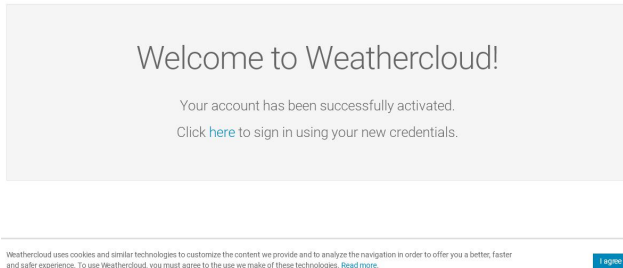 Welcome to Weathercloud!
Your account has been successfully activated.
Click here to sign in using your new credentials.
Weathercloud uses cookies and similar technologies to customize the content we provide and to analyze the navigation in order to offer you a better, faster
and safer experience. To use Weathercloud, you must agree to the use we make of these technologies. Read more.
I agree